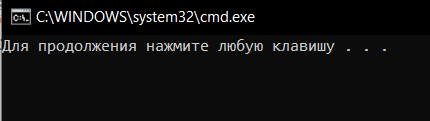 C:\WINDOWS\system32\cmd.exe
Для продолжения нажмите любую клавишу . . .